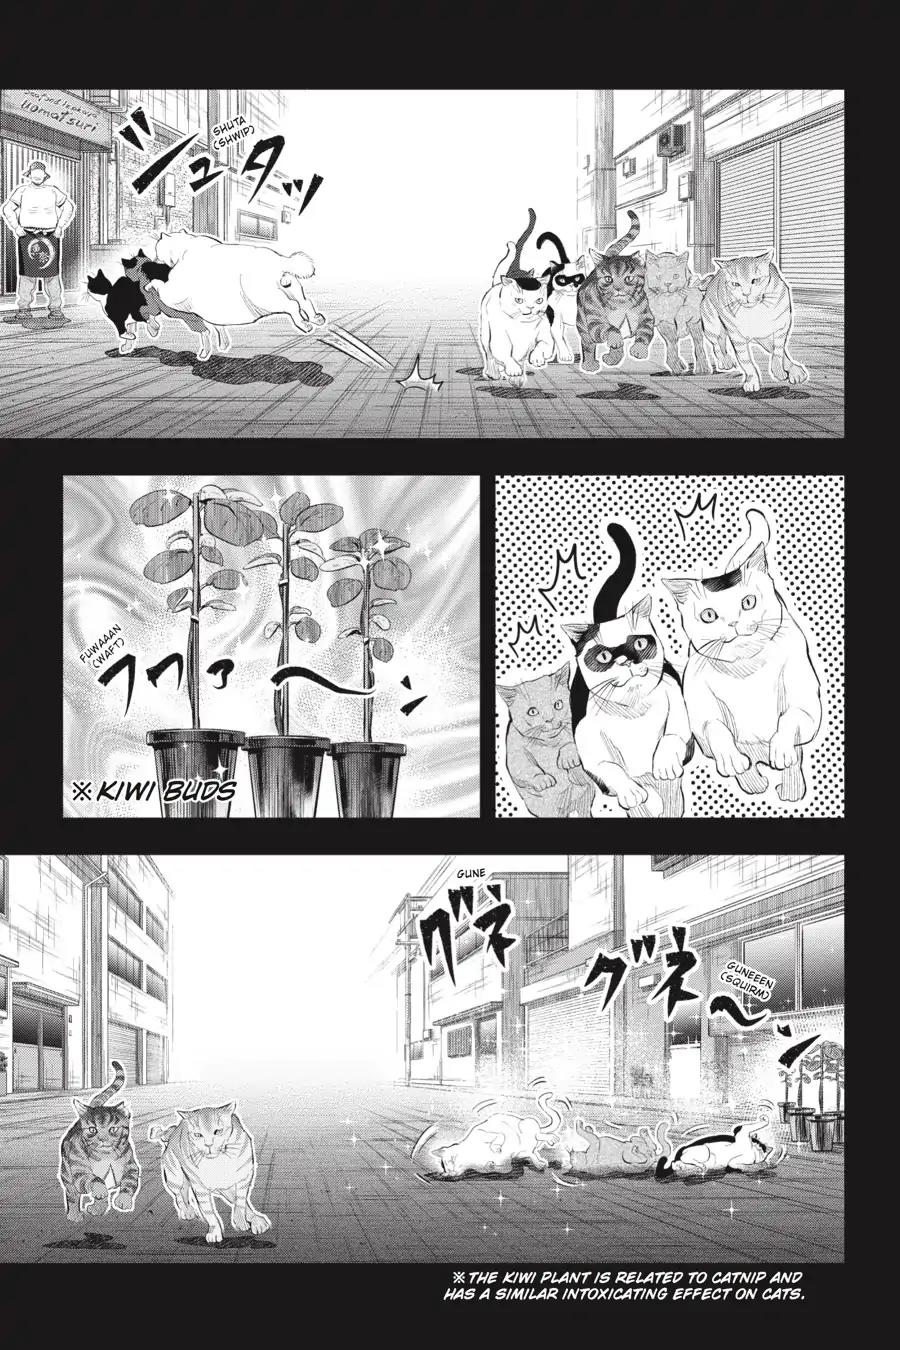 Seafood Izakaya
Uomatsuri
シュタッ
SHUTA
(SHWIP)
フワァ〜ン
FUWAAAN
(WAFT)
※KIWI BUDS
グネ
GUNE
グネ〜ン
GUNEEEN
(SQUIRM)
※THE KIWI PLANT IS RELATED TO CATNIP AND
HAS A SIMILAR INTOXICATING EFFECT ON CATS.